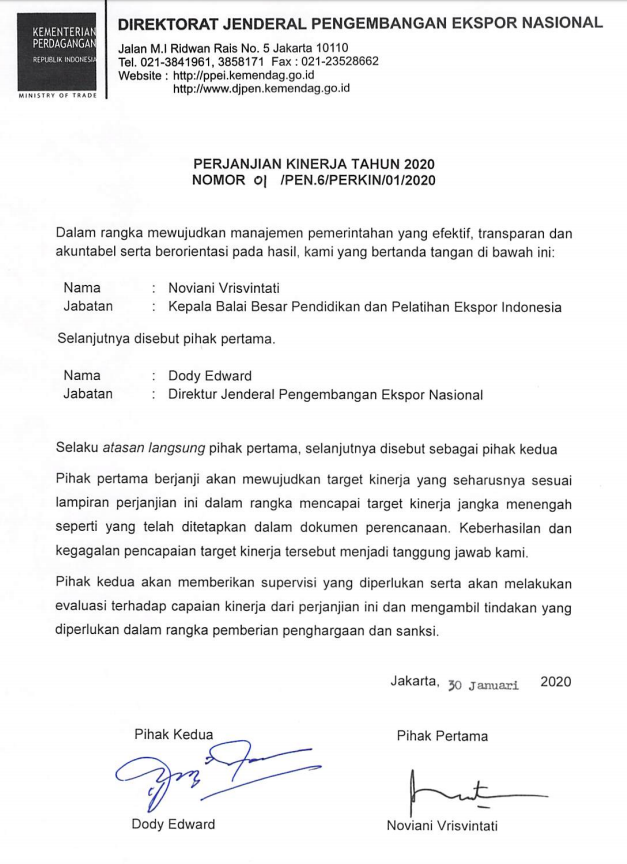 KEMENTERIAN
PERDAGANGAN
REPUBLIK INDONESIA
MINISTRY OF TRADE
DIREKTORAT JENDERAL PENGEMBANGAN EKSPOR NASIONAL
Jalan M.I Ridwan Rais No. 5 Jakarta 10110
Tel. 021-3841961, 3858171 Fax : 021-23528662
Website : http://ppei.kemendag.go.id
http://www.djpen.kemendag.go.id
PERJANJIAN KINERJA TAHUN 2020
NOMOR 01 /PEN.6/PERKIN/01/2020
Dalam rangka mewujudkan manajemen pemerintahan yang efektif, transparan dan
akuntabel serta berorientasi pada hasil, kami yang bertanda tangan di bawah ini:
Nama : Noviani Vrisvintati
Jabatan : Kepala Balai Besar Pendidikan dan Pelatihan Ekspor Indonesia
Selanjutnya disebut pihak pertama.
Nama : Dody Edward
Jabatan : Direktur Jenderal Pengembangan Ekspor Nasional
Selaku atasan langsung pihak pertama, selanjutnya disebut sebagai pihak kedua
Pihak pertama berjanji akan mewujudkan target kinerja yang seharusnya sesuai
lampiran perjanjian ini dalam rangka mencapai target kinerja jangka menengah
seperti yang telah ditetapkan dalam dokumen perencanaan. Keberhasilan dan
kegagalan pencapaian target kinerja tersebut menjadi tanggung jawab kami.
Pihak kedua akan memberikan supervisi yang diperlukan serta akan melakukan
evaluasi terhadap capaian kinerja dari perjanjian ini dan mengambil tindakan yang
diperlukan dalam rangka pemberian penghargaan dan sanksi.
Jakarta, 30 Januari 2020
Pihak Kedua
Pihak Pertama
Dody Edward
Noviani Vrisvintati